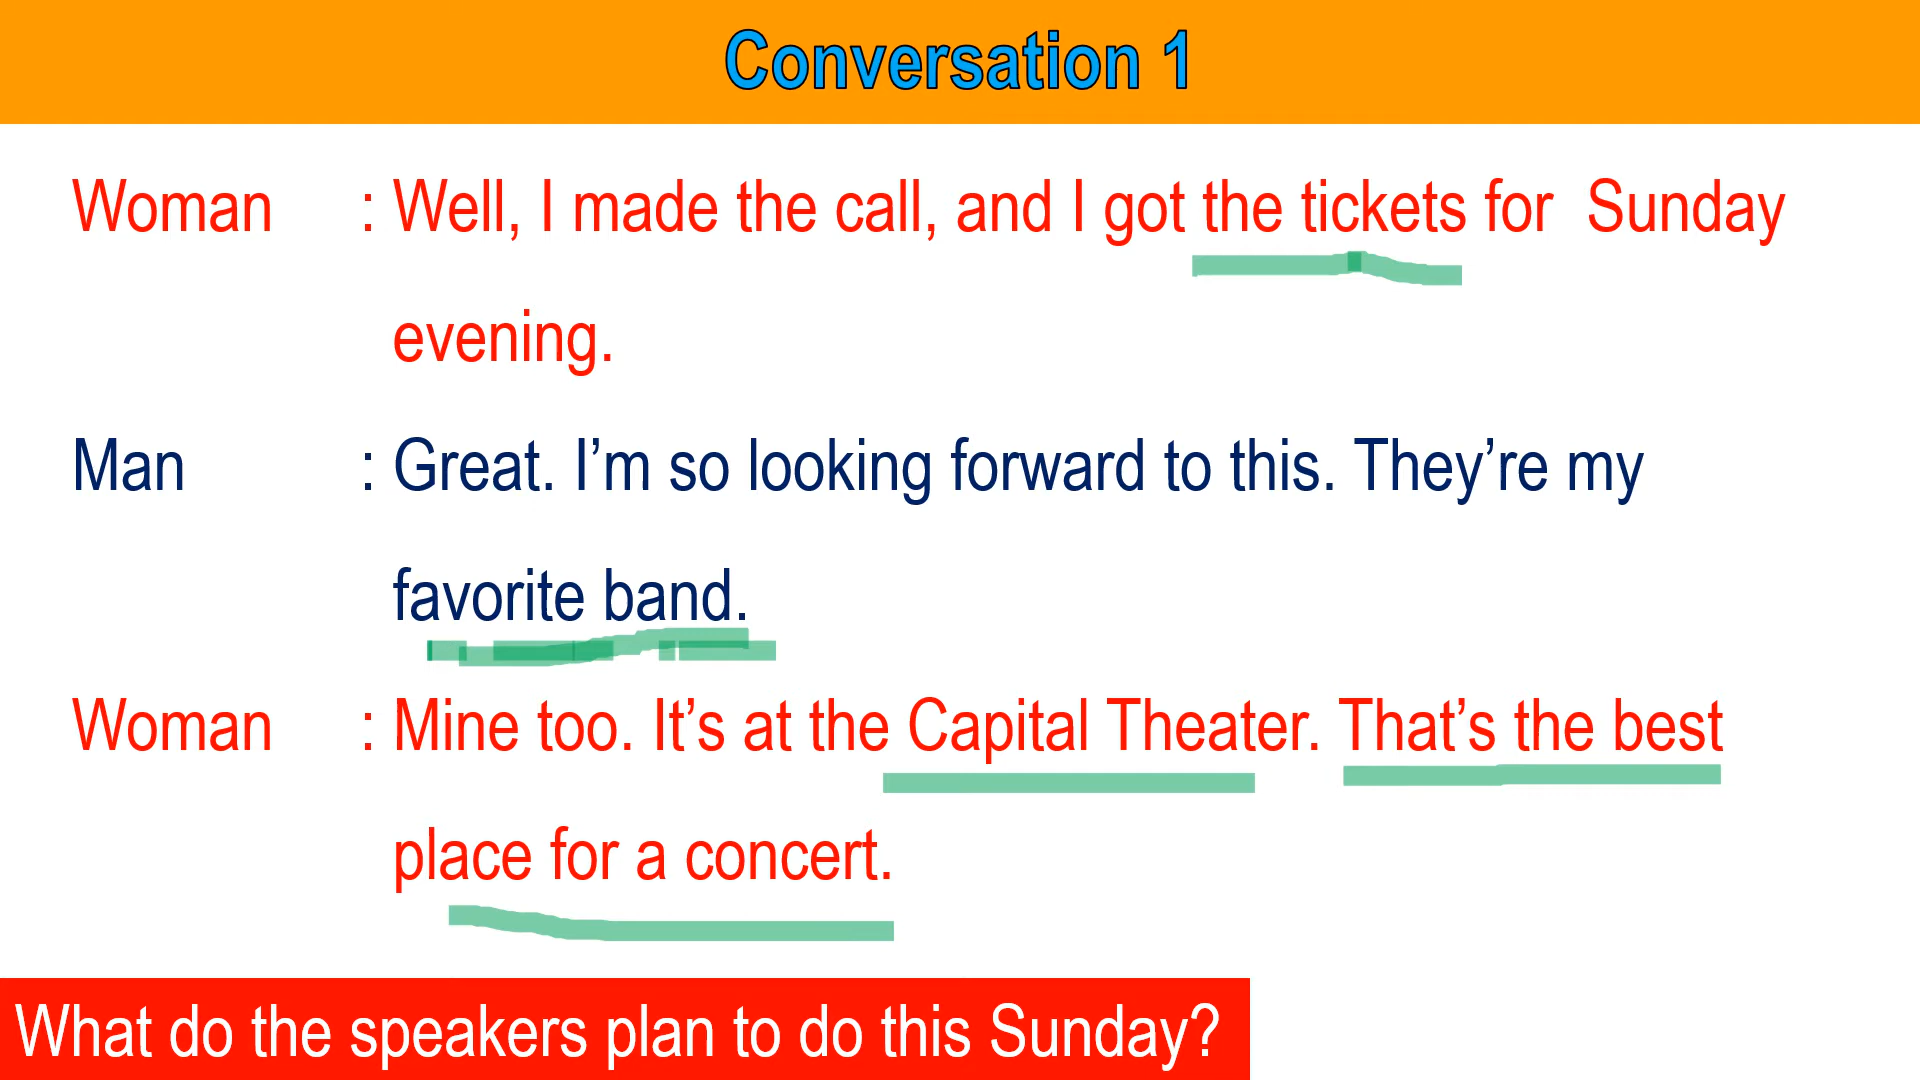 Conversation 1
Woman : Well, I made the call, and I got the tickets for Sunday
evening.
Man : Great. I’m so looking forward to this. They’re my
favorite band.
Woman : Mine too. It’s at the Capital Theater. That’s the best
place for a concert.
What do the speakers plan to do this Sunday?